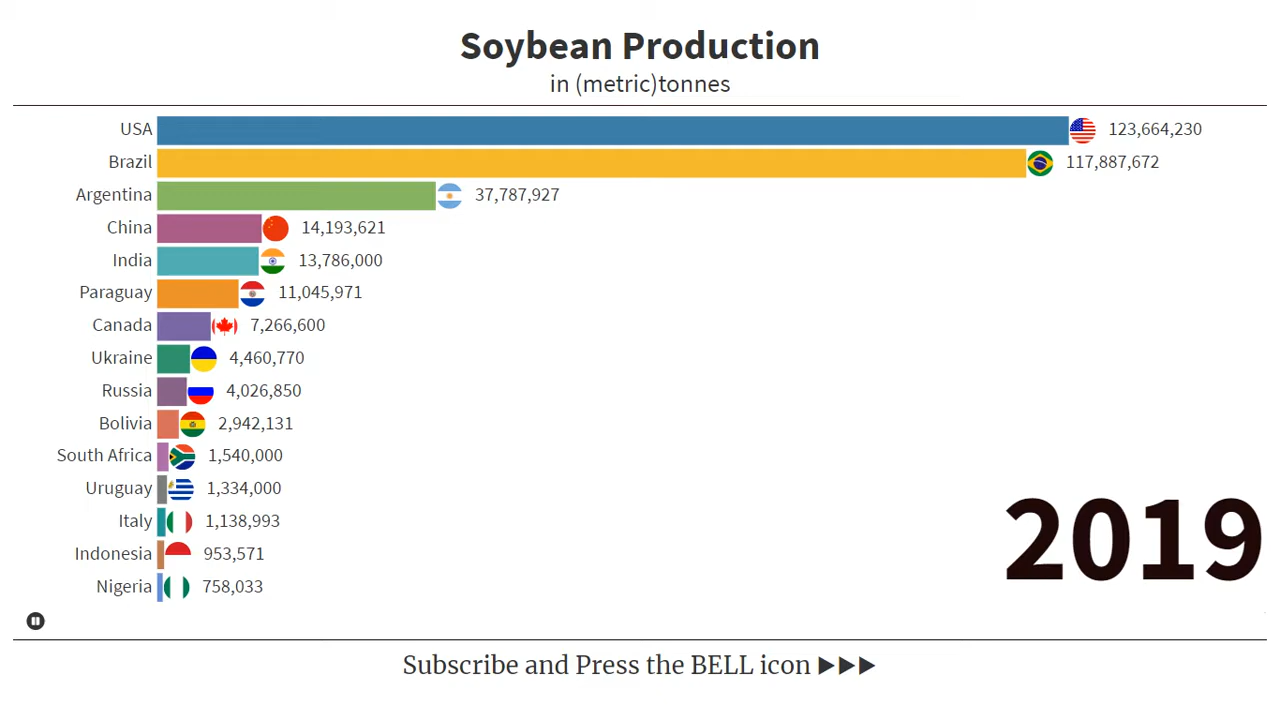 Soybean Production
in (metric)tonnes
USA 123,664,230
Brazil 117,887,672
Argentina 37,787,927
China 14,193,621
India 13,786,000
Paraguay 11,045,971
Canada 7,266,600
Ukraine 4,460,770
Russia 4,026,850
Bolivia 2,942,131
South Africa 1,540,000
Uruguay 1,334,000
Italy 1,138,993
Indonesia 953,571
Nigeria 758,033
2019
Subscribe and Press the BELL icon ▶▶▶